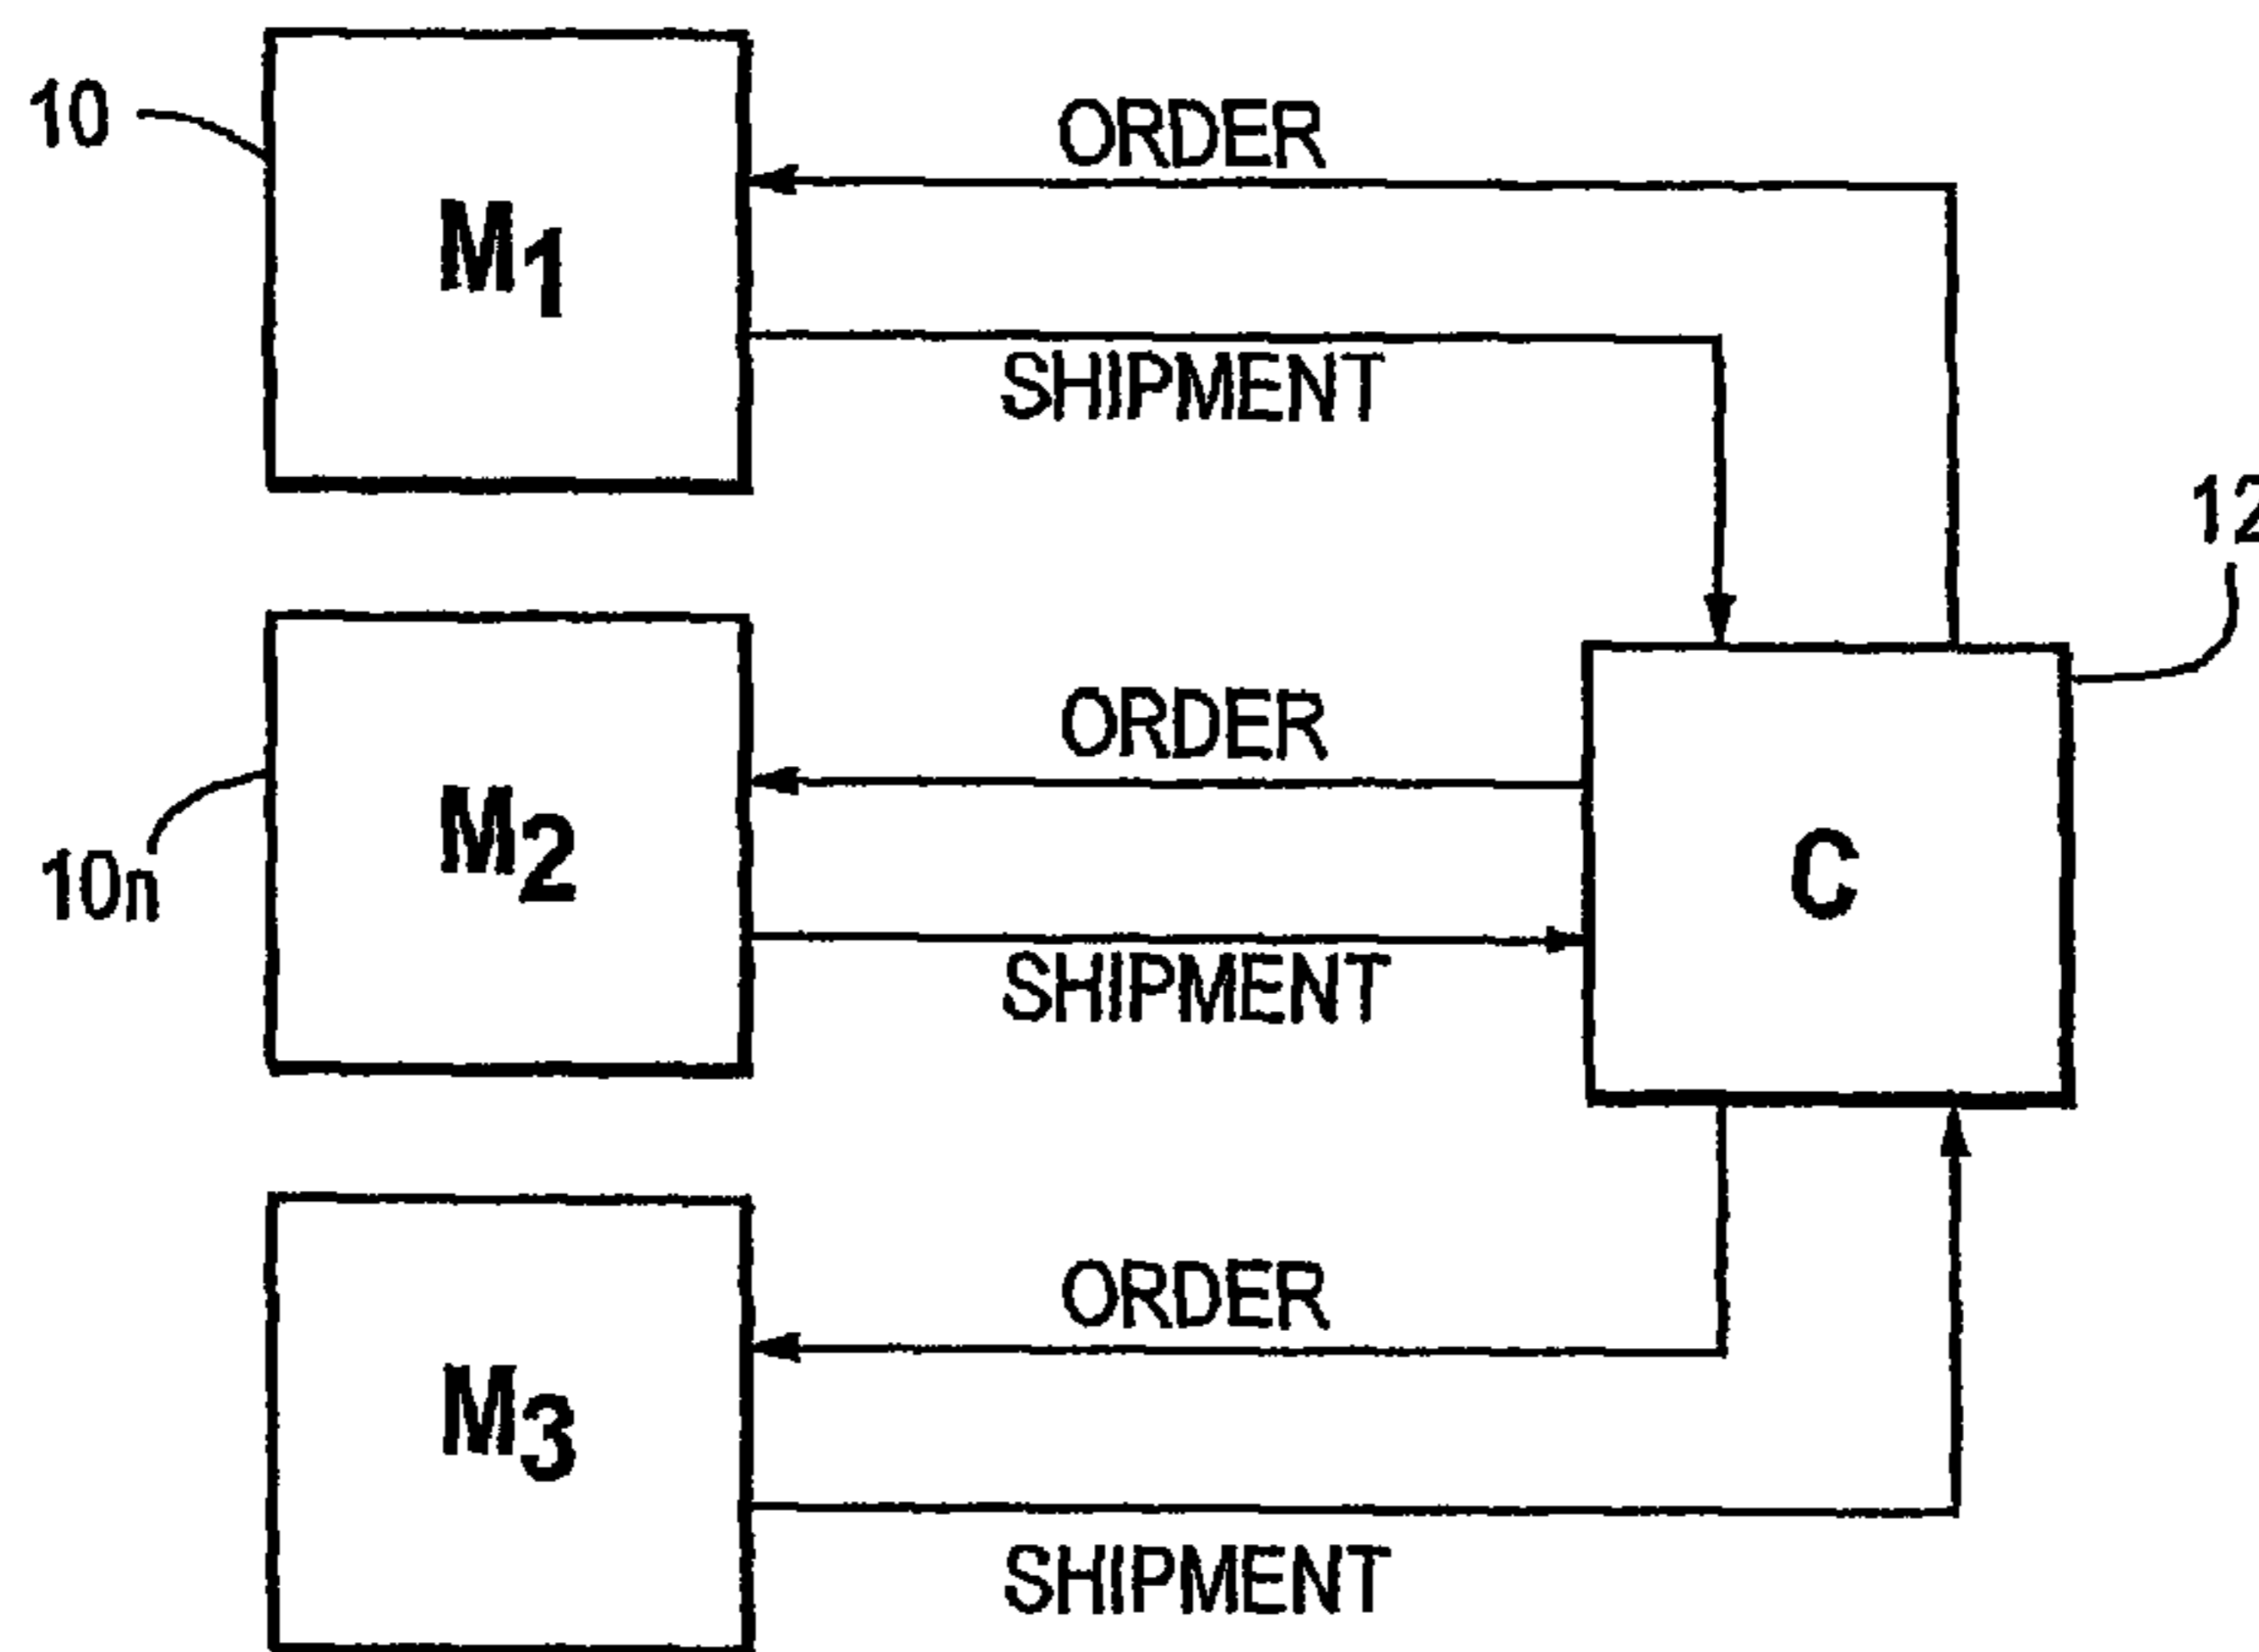 10
ORDER
M1
SHIPMENT
12
ORDER
M2
C
10n
SHIPMENT
ORDER
M3
SHIPMENT